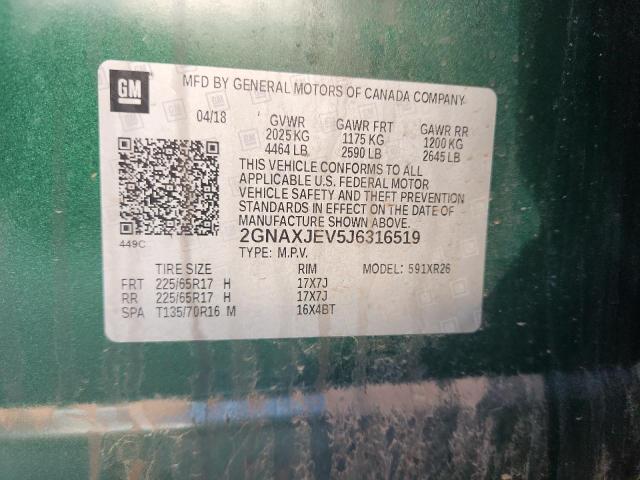 GM
MFD BY GENERAL MOTORS OF CANADA COMPANY
04/18 GVWR GAWR FRT GAWR RR
2025 KG 1175 KG 1200 KG
4464 LB 2590 LB 2645 LB
THIS VEHICLE CONFORMS TO ALL
APPLICABLE U.S. FEDERAL MOTOR
VEHICLE SAFETY AND THEFT PREVENTION
STANDARDS IN EFFECT ON THE DATE OF
MANUFACTURE SHOWN ABOVE.
449C 2GNAXJEV5J6316519
TYPE: M.P.V.
TIRE SIZE RIM MODEL: 591XR26
FRT 225/65R17 H 17X7J
RR 225/65R17 H 17X7J
SPA T135/70R16 M 16X4BT